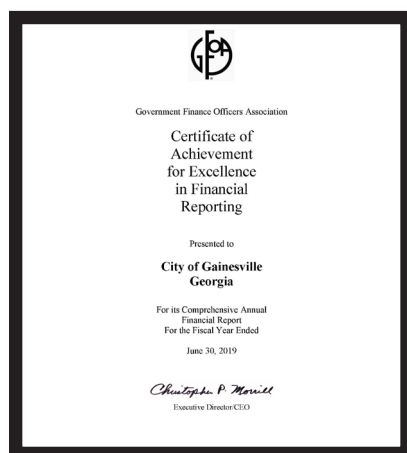 GFOA
Government Finance Officers Association
Certificate of
Achievement
for Excellence
in Financial
Reporting
Presented to
City of Gainesville
Georgia
For its Comprehensive Annual
Financial Report
For the Fiscal Year Ended
June 30, 2019
Christopher P. Morrill
Executive Director/CEO